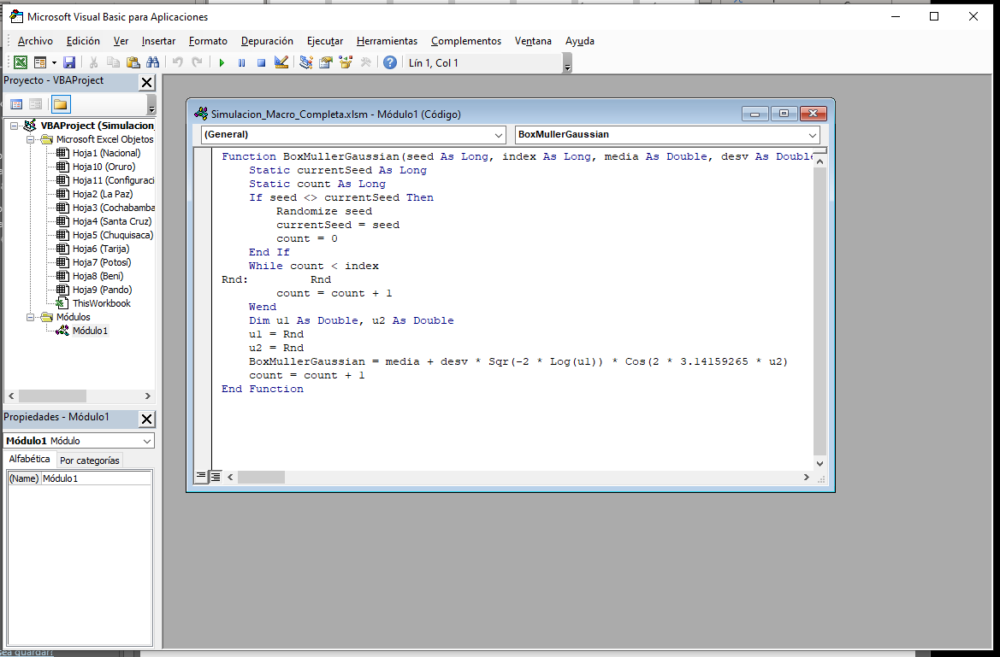 Microsoft Visual Basic para Aplicaciones
Archivo Edición Ver Insertar Formato Depuración Ejecutar Herramientas Complementos Ventana Ayuda
Lín 1, Col 1
Proyecto - VBAProject
VBAProject (Simulacion_
Microsoft Excel Objetos
Hoja1 (Nacional)
Hoja10 (Oruro)
Hoja11 (Configuraci
Hoja2 (La Paz)
Hoja3 (Cochabamba
Hoja4 (Santa Cruz)
Hoja5 (Chuquisaca)
Hoja6 (Tarija)
Hoja7 (Potosí)
Hoja8 (Beni)
Hoja9 (Pando)
ThisWorkbook
Módulos
Módulo1
Propiedades - Módulo1
Módulo1 Módulo
Alfabética Por categorías
(Name) Módulo1
Simulacion_Macro_Completa.xlsm - Módulo1 (Código)
(General) BoxMullerGaussian
Function BoxMullerGaussian(seed As Long, index As Long, media As Double, desv As Double
Static currentSeed As Long
Static count As Long
If seed <> currentSeed Then
Randomize seed
currentSeed = seed
count = 0
End If
While count < index
Rnd: Rnd
count = count + 1
Wend
Dim u1 As Double, u2 As Double
u1 = Rnd
u2 = Rnd
BoxMullerGaussian = media + desv * Sqr(-2 * Log(u1)) * Cos(2 * 3.14159265 * u2)
count = count + 1
End Function
sea guardar?